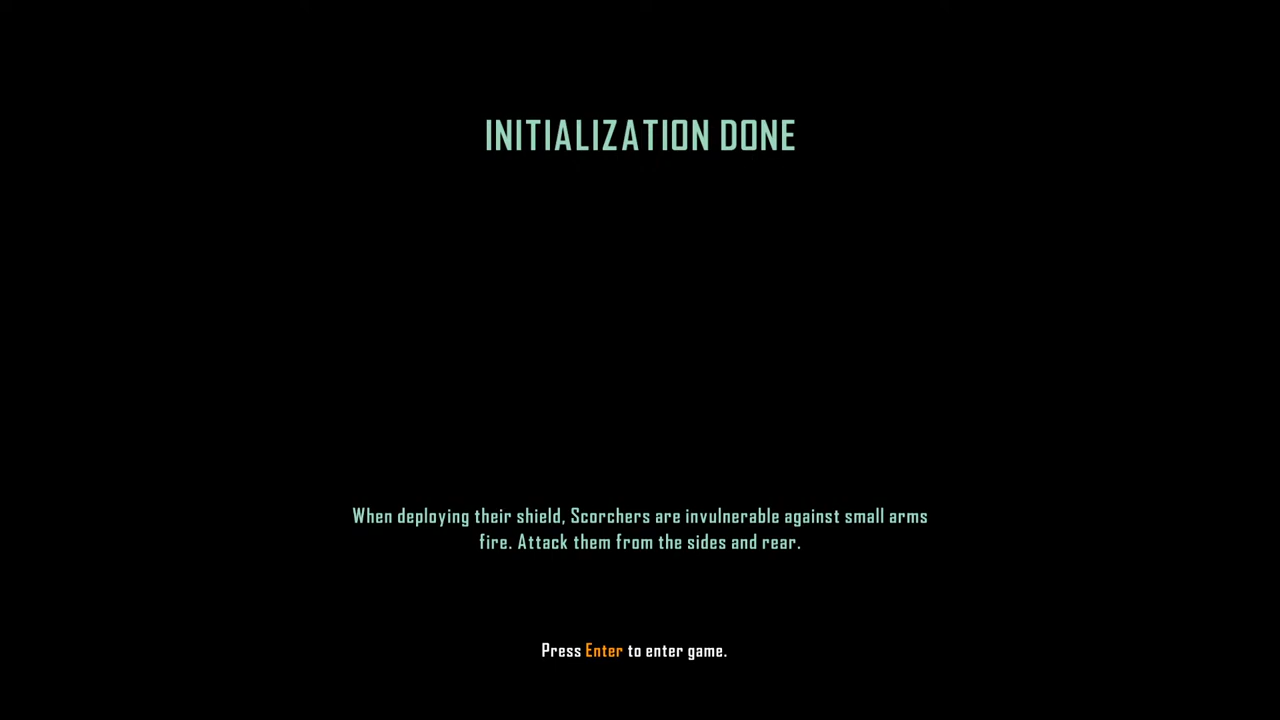 INITIALIZATION DONE
When deploying their shield, Scorchers are invulnerable against small arms
fire. Attack them from the sides and rear.
Press Enter to enter game.